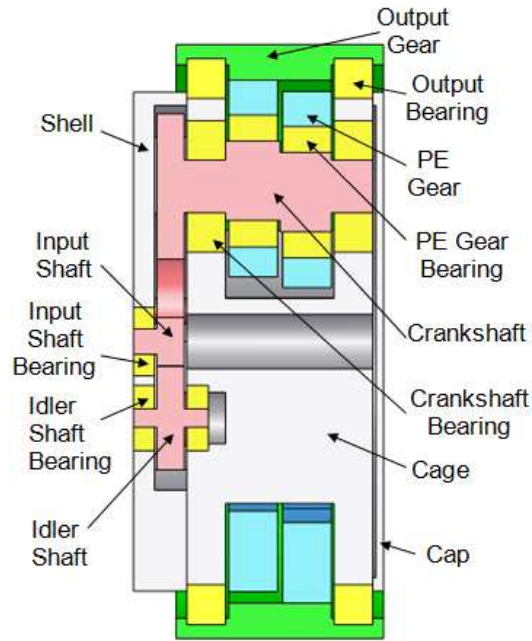 Output
Gear
Output
Bearing
Shell
PE
Gear
Input
Shaft
PE Gear
Bearing
Input
Shaft
Bearing
Crankshaft
Idler
Shaft
Bearing
Crankshaft
Bearing
Cage
Idler
Shaft
Cap